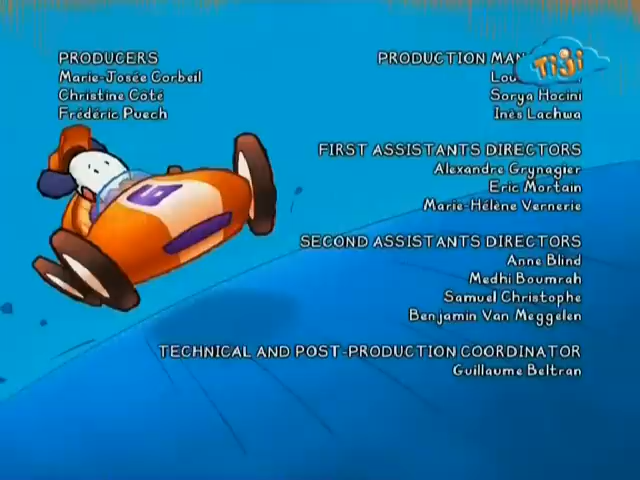 PRODUCERS
Marie-Josée Corbeil
Christine Côté
Frédéric Puech
PRODUCTION
Tiji
Sorya Hocini
Inès Lachwa
FIRST ASSISTANTS DIRECTORS
Alexandre Grynagier
Eric Mortain
Marie-Hélène Vernerie
SECOND ASSISTANTS DIRECTORS
Anne Blind
Medhi Boumrah
Samuel Christophe
Benjamin Van Meggelen
TECHNICAL AND POST-PRODUCTION COORDINATOR
Guillaume Beltran